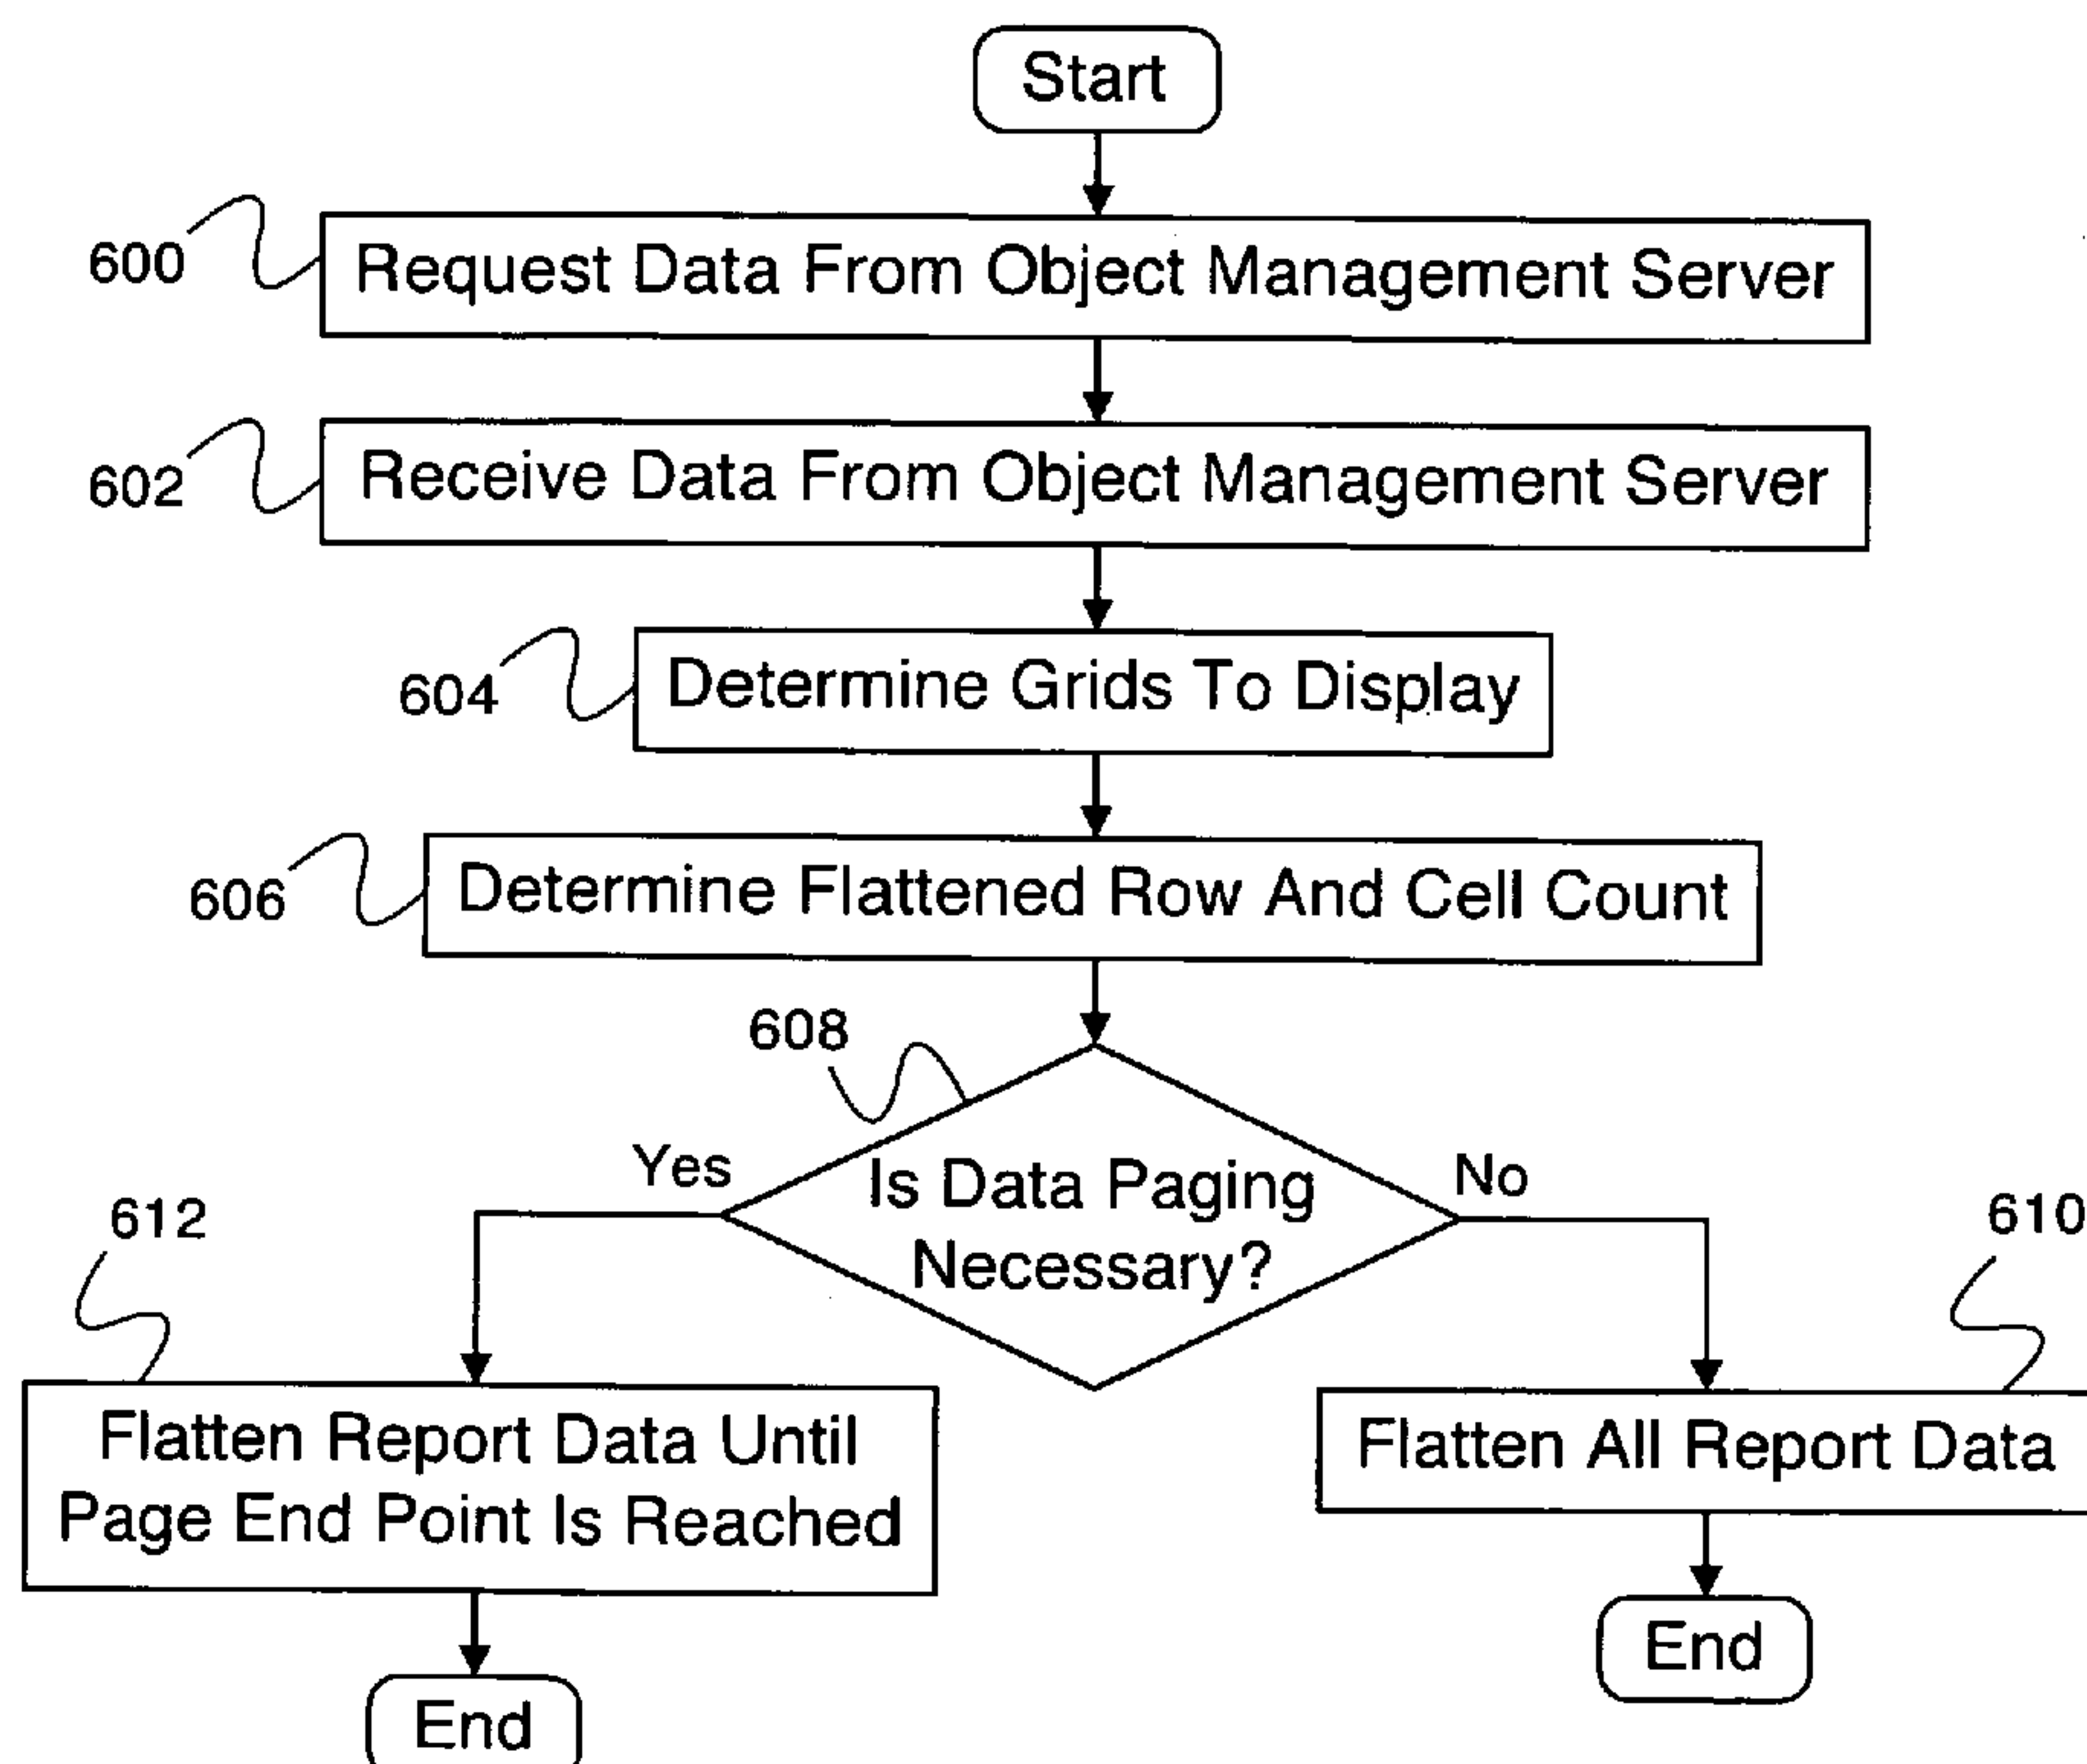 Start
600
Request Data From Object Management Server
602
Receive Data From Object Management Server
604
Determine Grids To Display
606
Determine Flattened Row And Cell Count
608
Yes
Is Data Paging
Necessary?
No
612
610
Flatten Report Data Until
Page End Point Is Reached
Flatten All Report Data
End
End